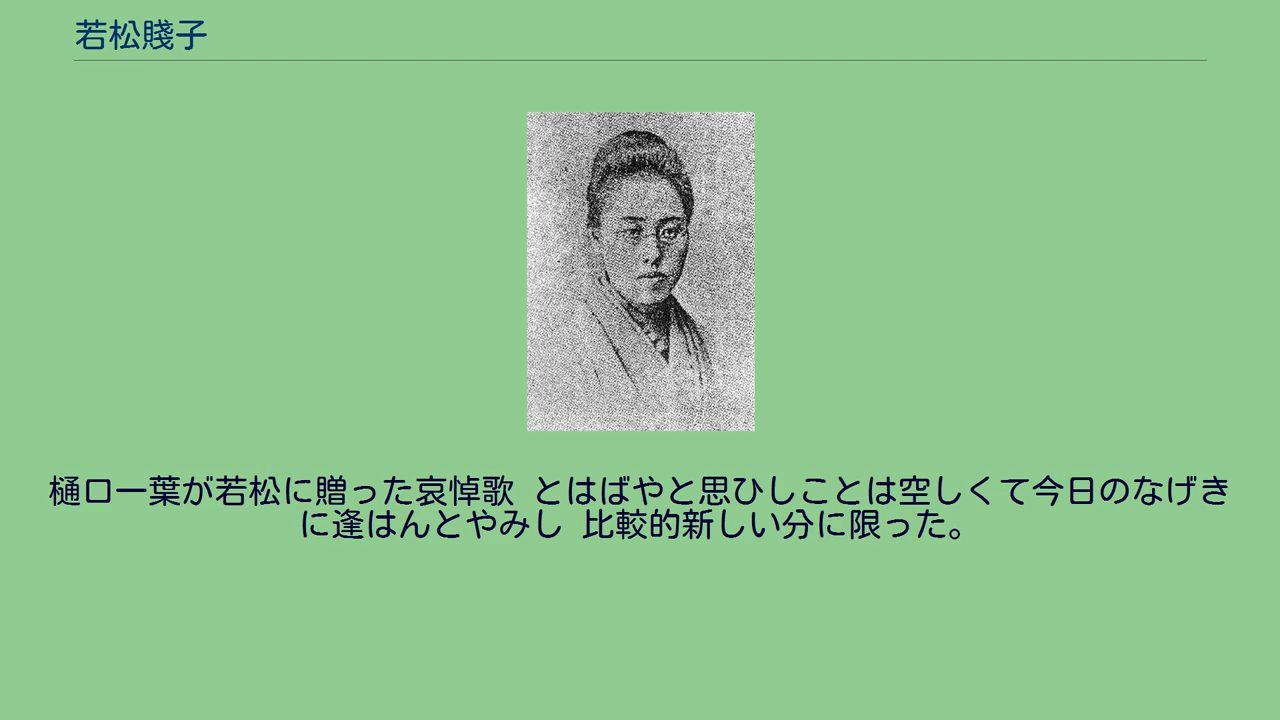 若松賤子
樋口一葉が若松に贈った哀悼歌 とはばやと思ひしことは空しくて今日のなげき
に逢はんとやみし 比較的新しい分に限った。